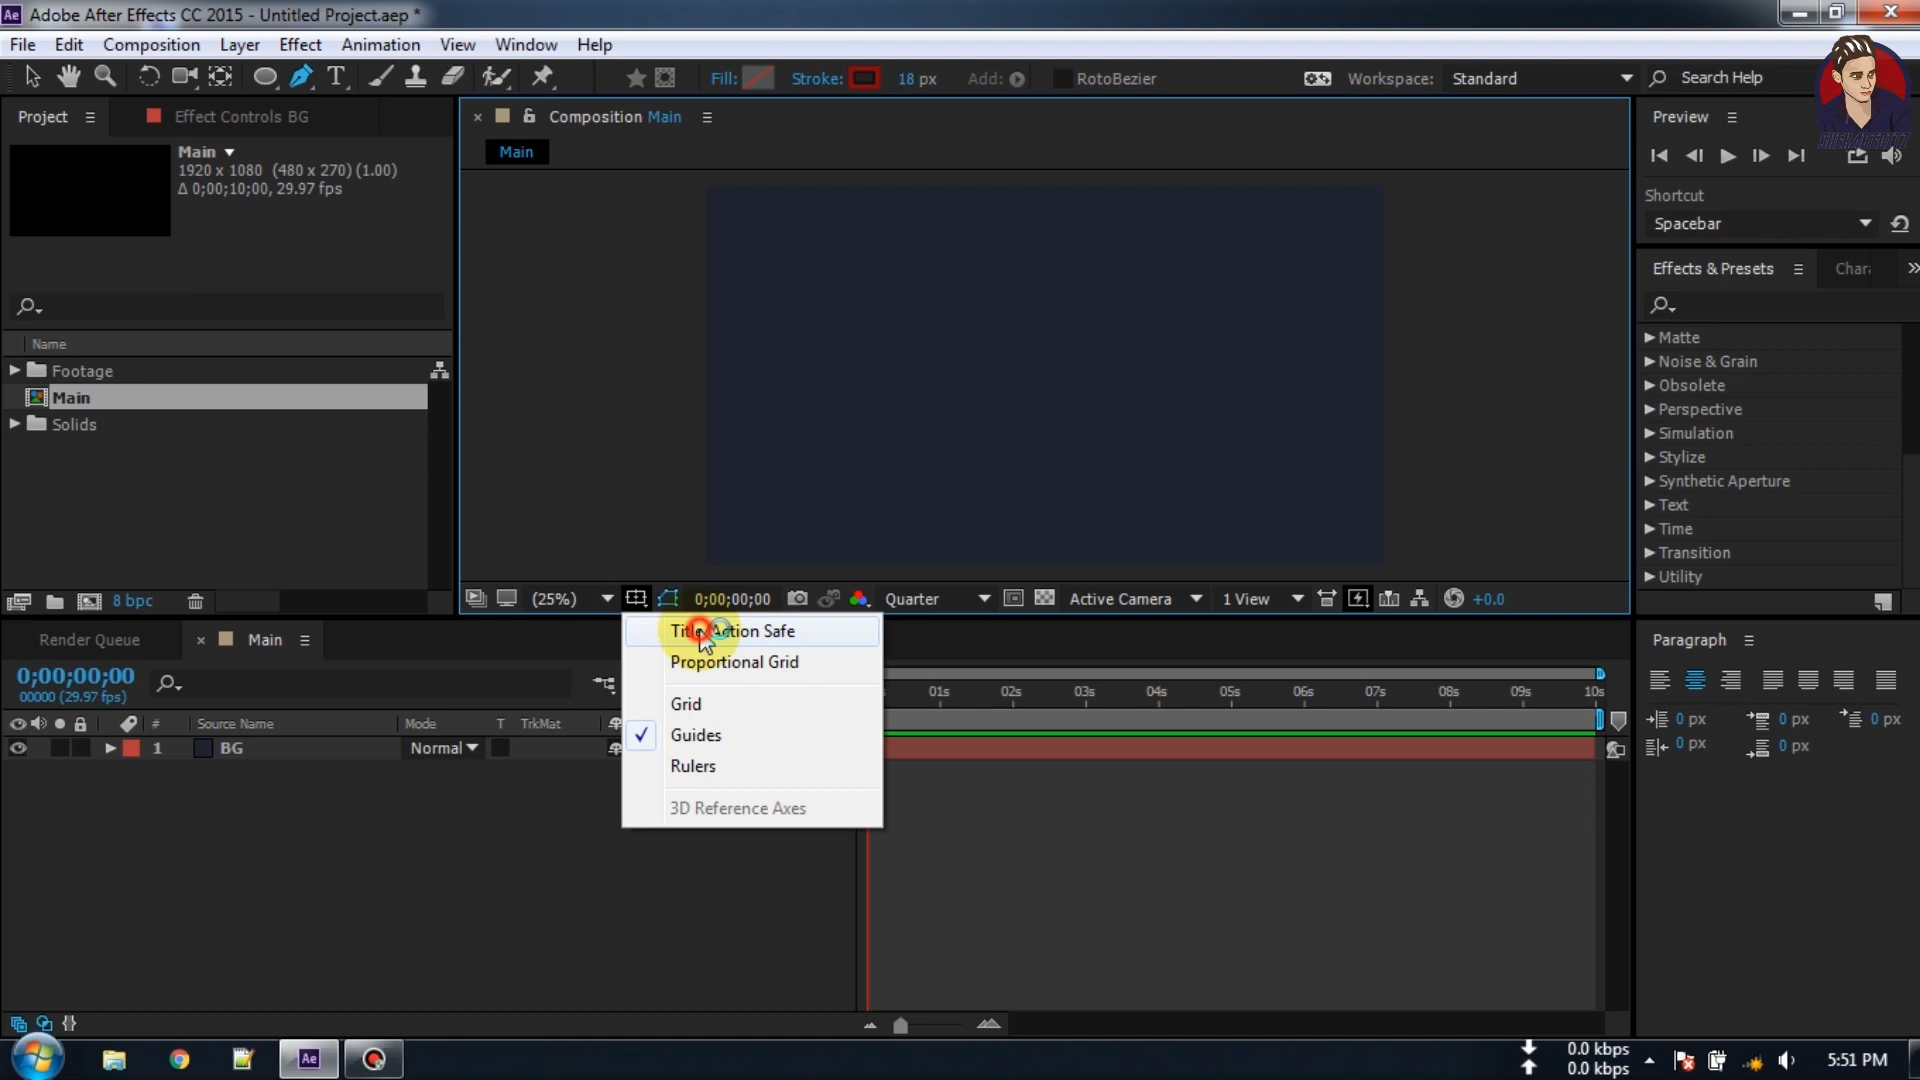 Ae Adobe After Effects CC 2015 - Untitled Project.aep *
File Edit Composition Layer Effect Animation View Window Help
Fill: Stroke: 18 px Add: RotoBezier Workspace: Standard Search Help
Project Effect Controls BG
Main
1920 x 1080 (480 x 270) (1.00)
Δ 0;00;10;00, 29.97 fps
Name
Footage
Main
Solids
8 bpc
Composition Main
Main
(25%) 0;00;00;00 Quarter Active Camera 1 View +0.0
Preview
Shortcut
Spacebar
Effects & Presets
Matte
Noise & Grain
Obsolete
Perspective
Simulation
Stylize
Synthetic Aperture
Text
Time
Transition
Utility
Title/Action Safe
Proportional Grid
Grid
Guides
Rulers
3D Reference Axes
Render Queue Main
0;00;00;00
00000 (29.97 fps)
# Source Name Mode T TrkMat
1 BG Normal
01s 02s 03s 04s 05s 06s 07s 08s 09s 10s
Paragraph
0 px 0 px 0 px
0 px 0 px
Ae
0.0 kbps
0.0 kbps
5:51 PM